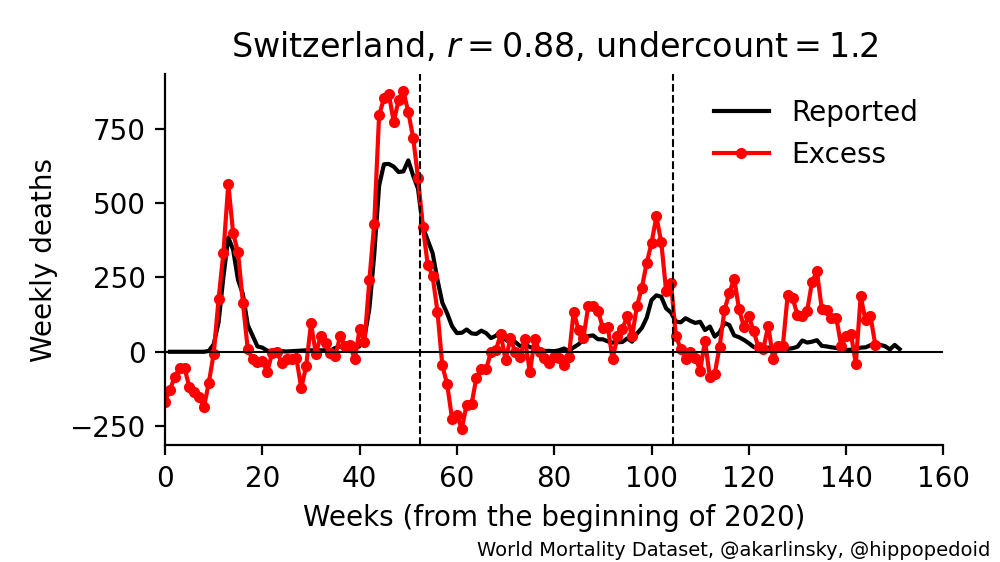 Switzerland, r = 0.88, undercount = 1.2
Reported
Excess
Weekly deaths
750
500
250
0
−250
0 20 40 60 80 100 120 140 160
Weeks (from the beginning of 2020)
World Mortality Dataset, @akarlinsky, @hippopedoid